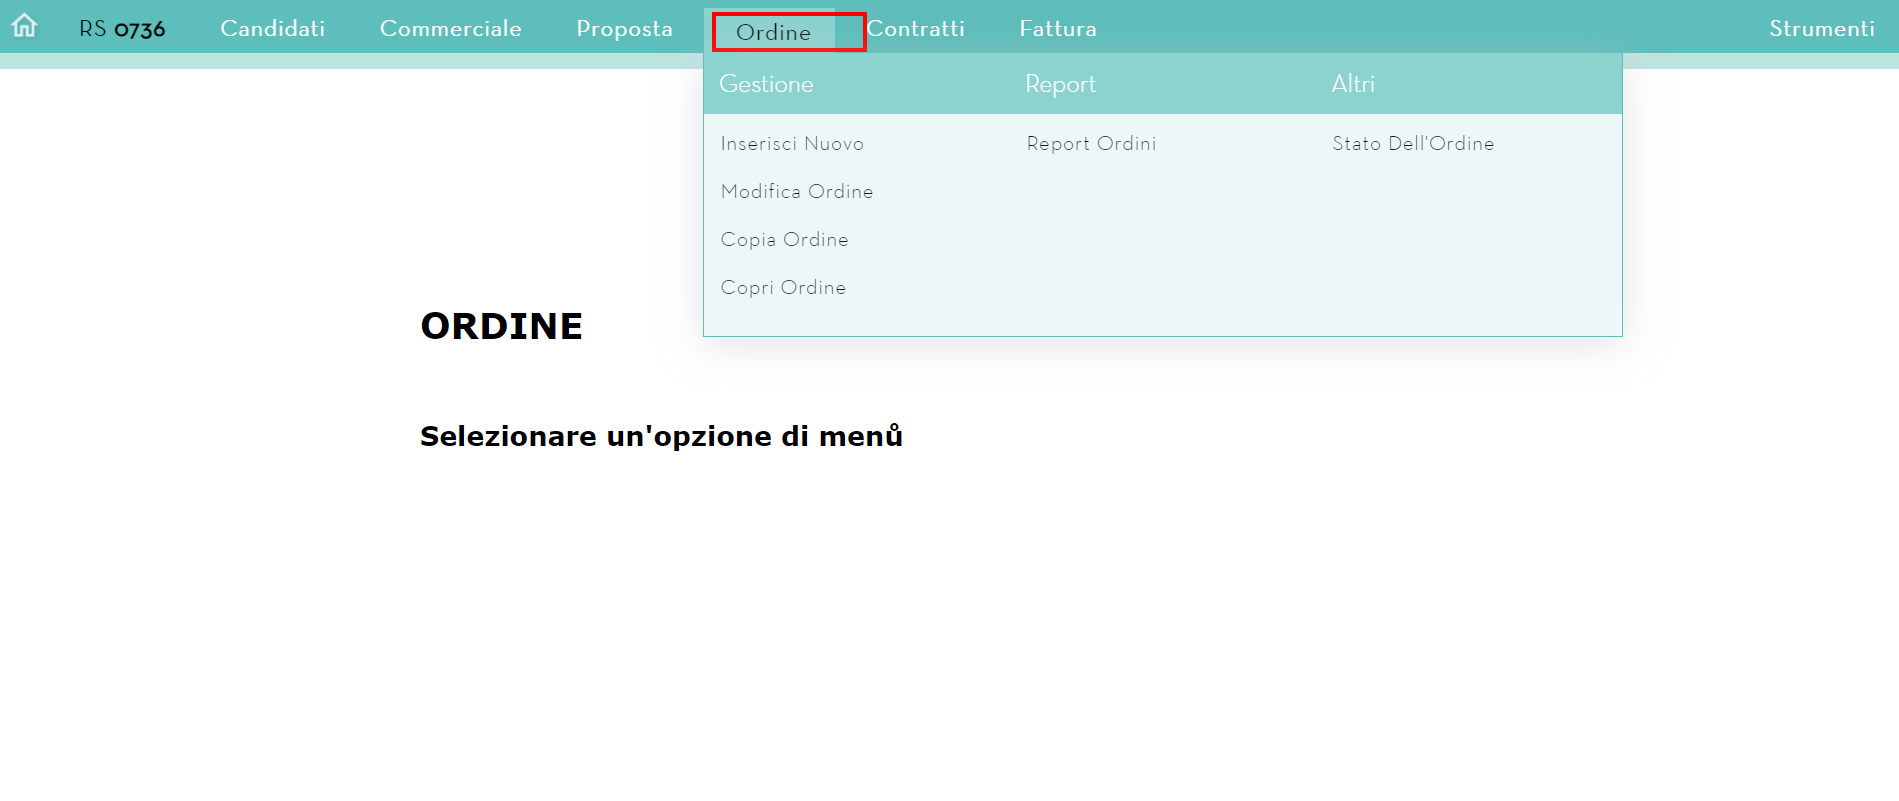 RS 0736 Candidati Commerciale Proposta Ordine Contratti Fattura Strumenti
Gestione Report Altri
Inserisci Nuovo Report Ordini Stato Dell'Ordine
Modifica Ordine
Copia Ordine
Copri Ordine
ORDINE
Selezionare un'opzione di menů